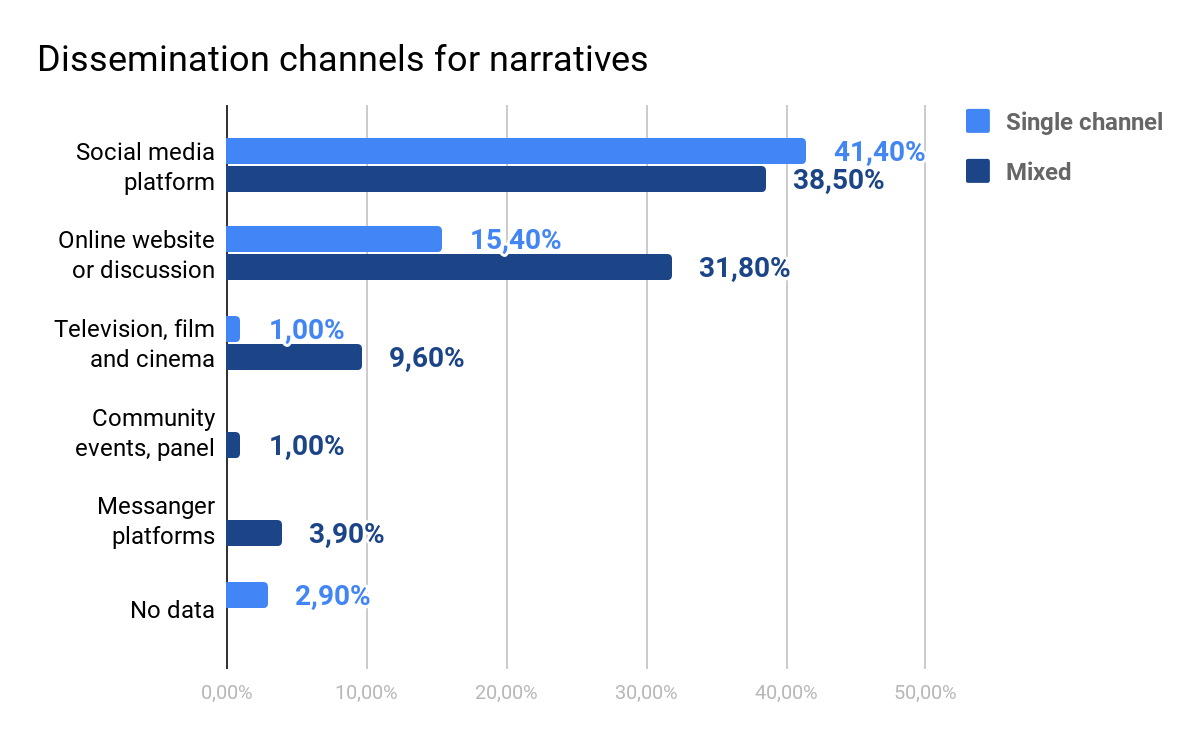 Dissemination channels for narratives
Single channel
Mixed
Social media
platform
41,40%
38,50%
Online website
or discussion
15,40%
31,80%
Television, film
and cinema
1,00%
9,60%
Community
events, panel
1,00%
Messanger
platforms
3,90%
No data
2,90%
0,00% 10,00% 20,00% 30,00% 40,00% 50,00%